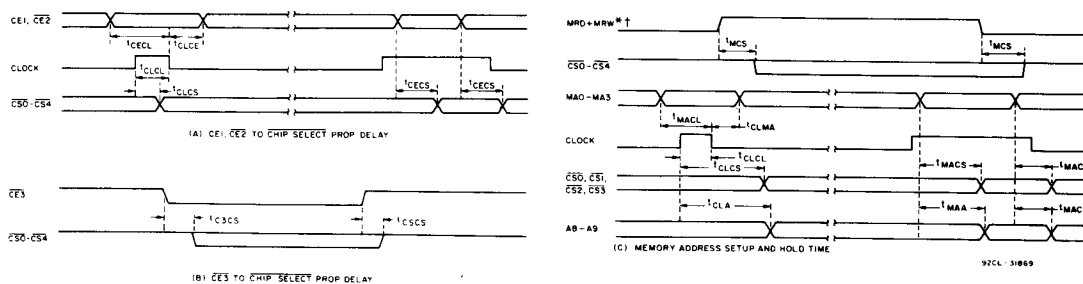 CE1, CE2
tCECL
tCLCE
CLOCK
tCLCL
tCLCS
tCECS
tCECS
CS0-CS4
(A) CE1, CE2 TO CHIP SELECT PROP DELAY
CE3
tC3CS
tCSCS
CS0-CS4
(B) CE3 TO CHIP SELECT PROP DELAY
MRD+MRW*†
tMCS
tMCS
CS0-CS4
MA0-MA3
tMACL
tCLMA
CLOCK
tCLCL
tCLCS
tMACS
tMAC
CS0, CS1,
CS2, CS3
tCLA
tMAA
tMAC
A8-A9
(C) MEMORY ADDRESS SETUP AND HOLD TIME
92CL-31869